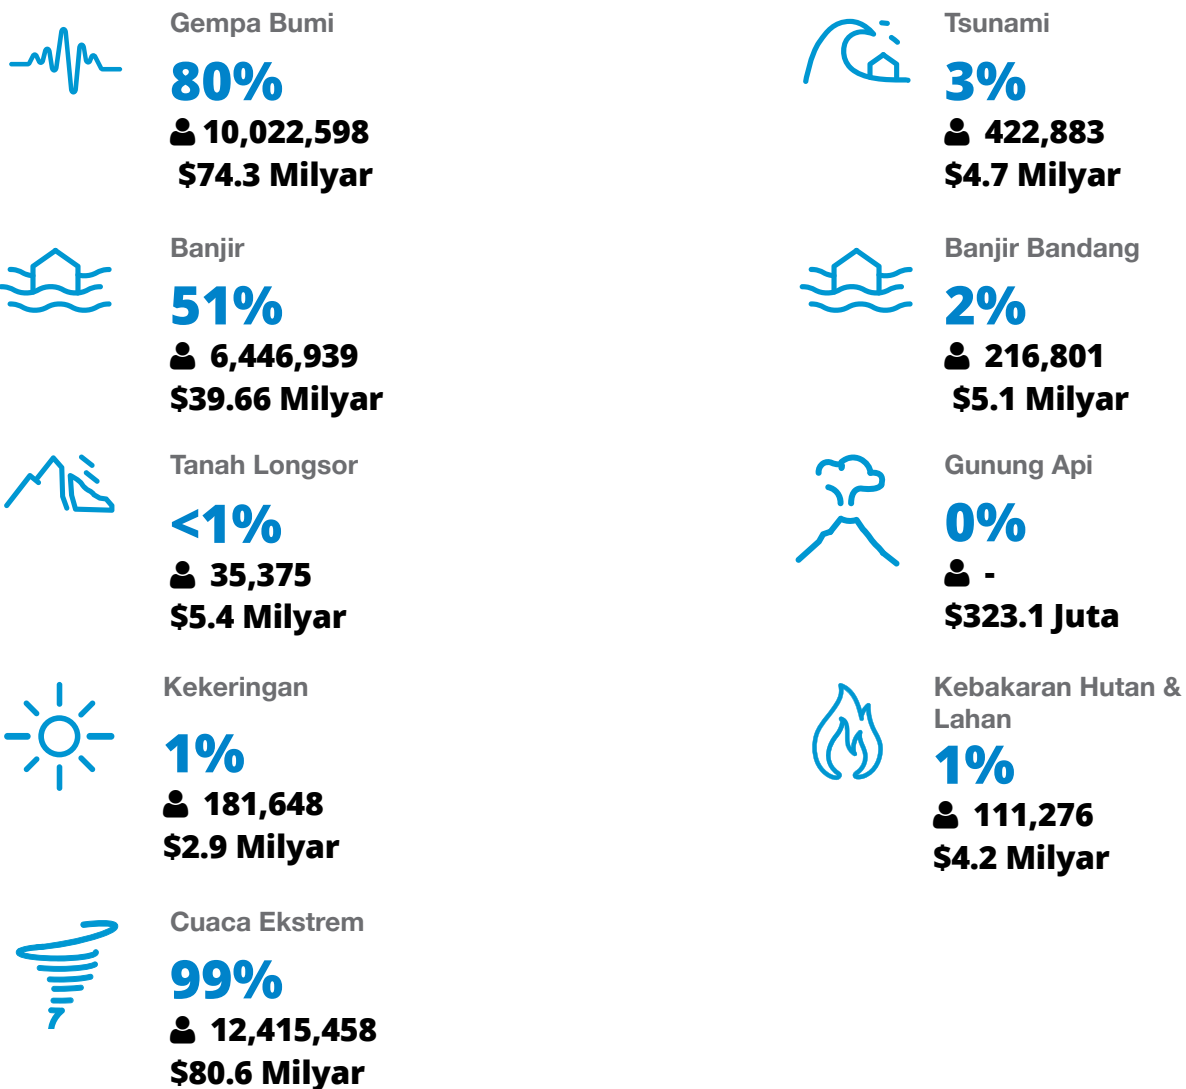 Gempa Bumi
80%
10,022,598
$74.3 Milyar
Tsunami
3%
422,883
$4.7 Milyar
Banjir
51%
6,446,939
$39.66 Milyar
Banjir Bandang
2%
216,801
$5.1 Milyar
Tanah Longsor
<1%
35,375
$5.4 Milyar
Gunung Api
0%
-
$323.1 Juta
Kekeringan
1%
181,648
$2.9 Milyar
Kebakaran Hutan &
Lahan
1%
111,276
$4.2 Milyar
Cuaca Ekstrem
99%
12,415,458
$80.6 Milyar